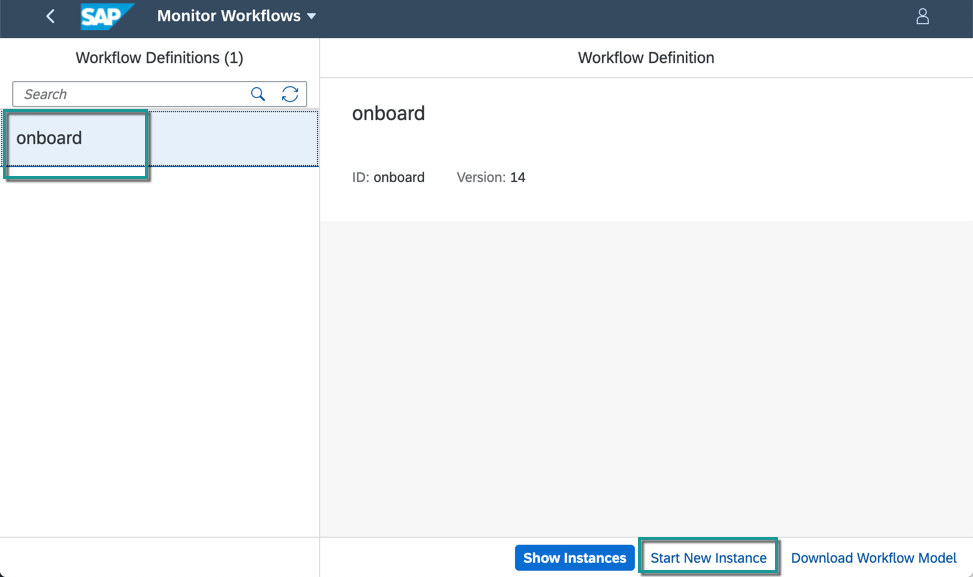 SAP Monitor Workflows
Workflow Definitions (1)
Search
onboard
Workflow Definition
onboard
ID: onboard Version: 14
Show Instances Start New Instance Download Workflow Model